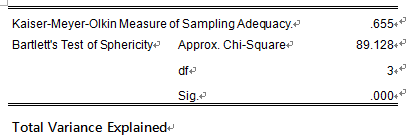 Kaiser-Meyer-Olkin Measure of Sampling Adequacy. .655
Bartlett's Test of Sphericity Approx. Chi-Square 89.128
df 3
Sig. .000
Total Variance Explained